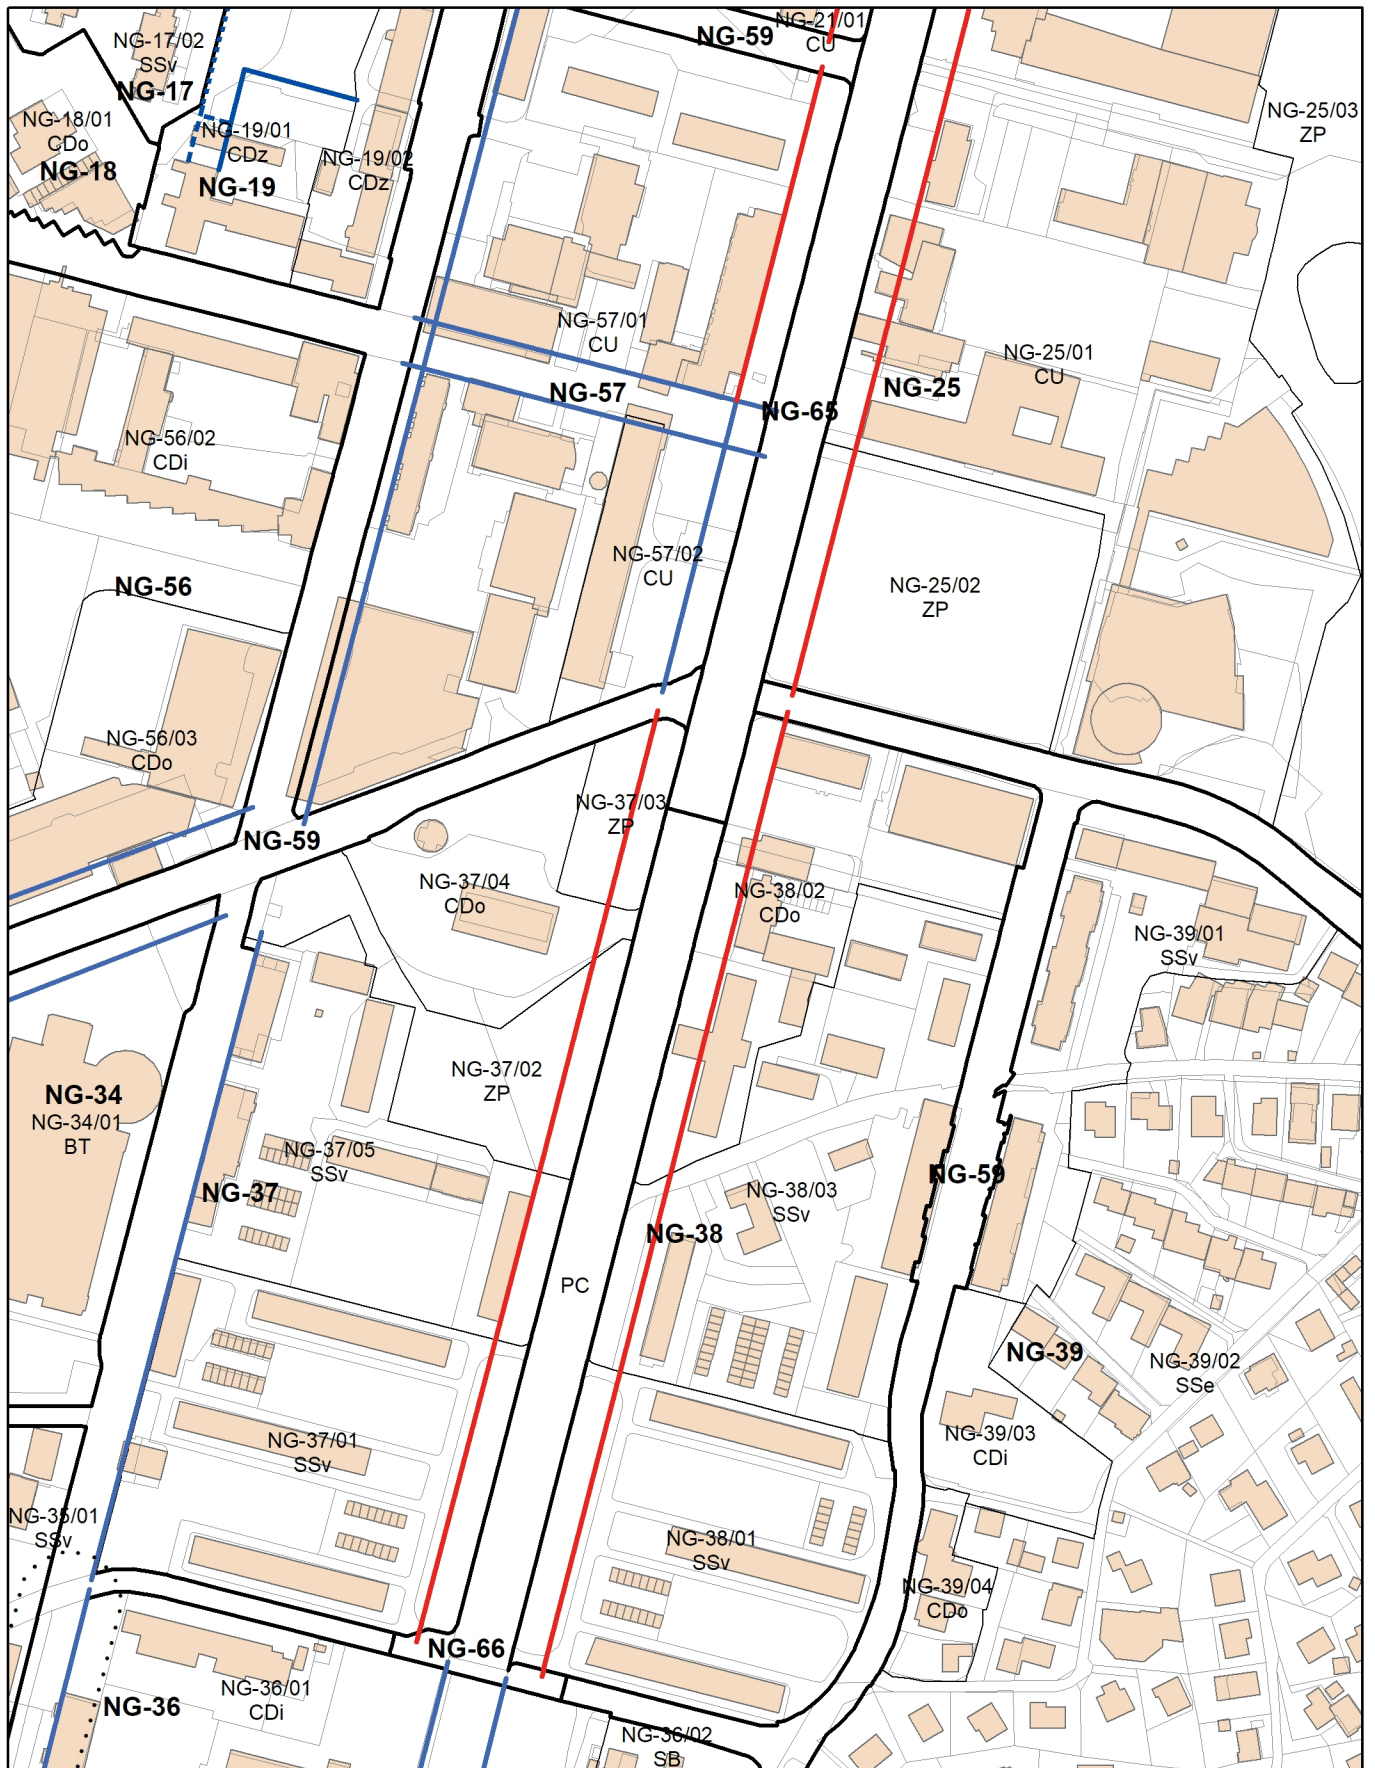 NG-21/01
CU
NG-59
NG-17/02
SSv
NG-17
NG-18/01
CDo
NG-18
NG-19/01
CDz
NG-19
NG-19/02
CDz
NG-25/03
ZP
NG-57/01
CU
NG-57
NG-65
NG-25
NG-25/01
CU
NG-56/02
CDi
NG-56
NG-57/02
CU
NG-25/02
ZP
NG-56/03
CDo
NG-59
NG-37/03
ZP
NG-37/04
CDo
NG-38/02
CDo
NG-39/01
SSv
NG-34
NG-34/01
BT
NG-37/02
ZP
NG-37/05
SSv
NG-37
NG-38/03
SSv
NG-38
NG-59
PC
NG-39
NG-39/02
SSe
NG-39/03
CDi
NG-37/01
SSv
NG-35/01
SSv
NG-38/01
SSv
NG-39/04
CDo
NG-66
NG-36
NG-36/01
CDi
NG-36/02
SB